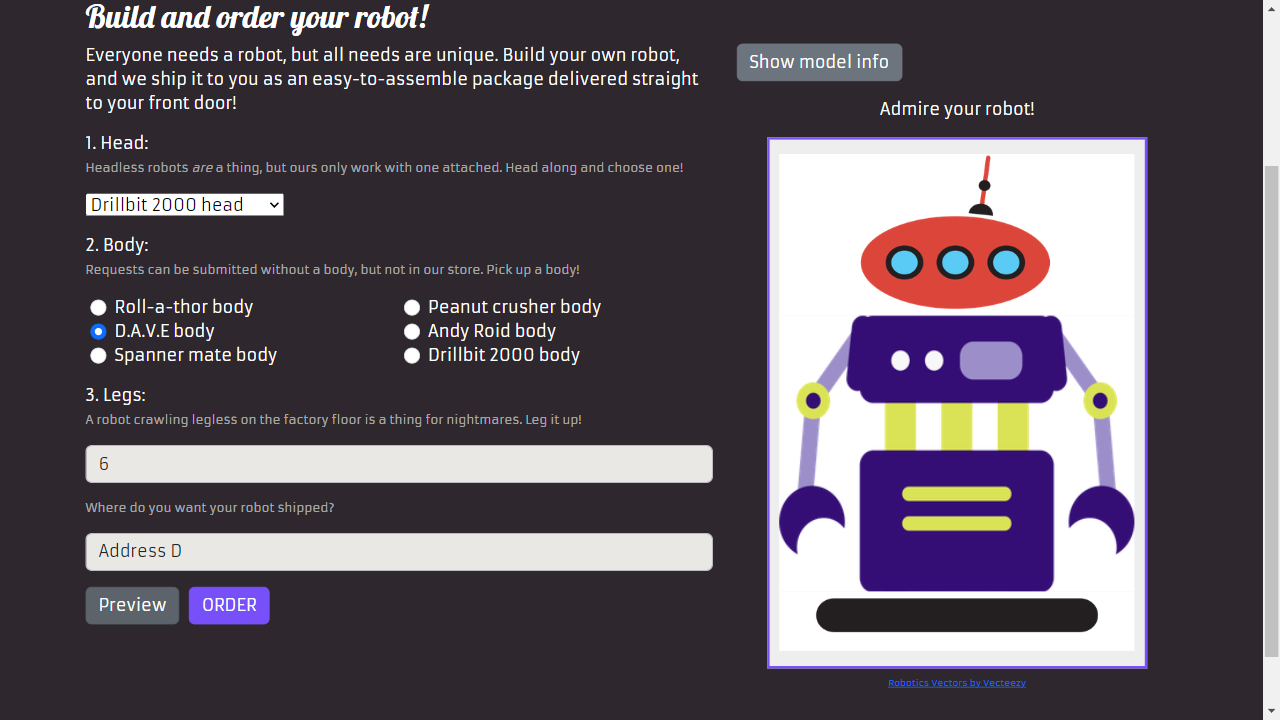 Build and order your robot!
Everyone needs a robot, but all needs are unique. Build your own robot,
and we ship it to you as an easy-to-assemble package delivered straight
to your front door!
1. Head:
Headless robots are a thing, but ours only work with one attached. Head along and choose one!
Drillbit 2000 head
2. Body:
Requests can be submitted without a body, but not in our store. Pick up a body!
Roll-a-thor body
Peanut crusher body
D.A.V.E body
Andy Roid body
Spanner mate body
Drillbit 2000 body
3. Legs:
A robot crawling legless on the factory floor is a thing for nightmares. Leg it up!
6
Where do you want your robot shipped?
Address D
Preview
ORDER
Show model info
Admire your robot!
Robotics Vectors by Vecteezy